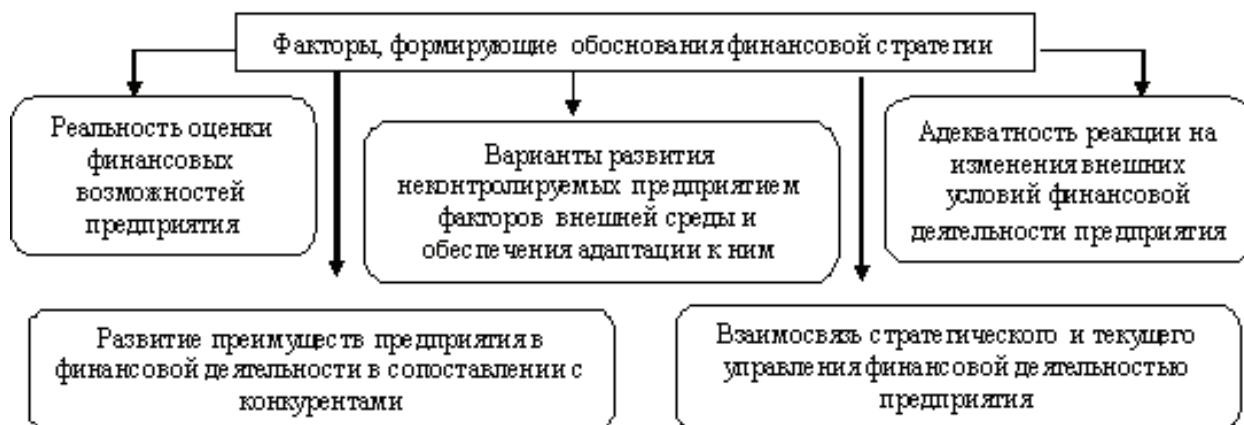 Факторы, формирующие обоснования финансовой стратегии
Реальность оценки
финансовых
возможностей
предприятия
Варианты развития
неконтролируемых предприятием
факторов внешней среды и
обеспечения адаптации к ним
Адекватность реакции на
изменения внешних
условий финансовой
деятельности предприятия
Развитие преимуществ предприятия в
финансовой деятельности в сопоставлении с
конкурентами
Взаимосвязь стратегического и текущего
управления финансовой деятельностью
предприятия